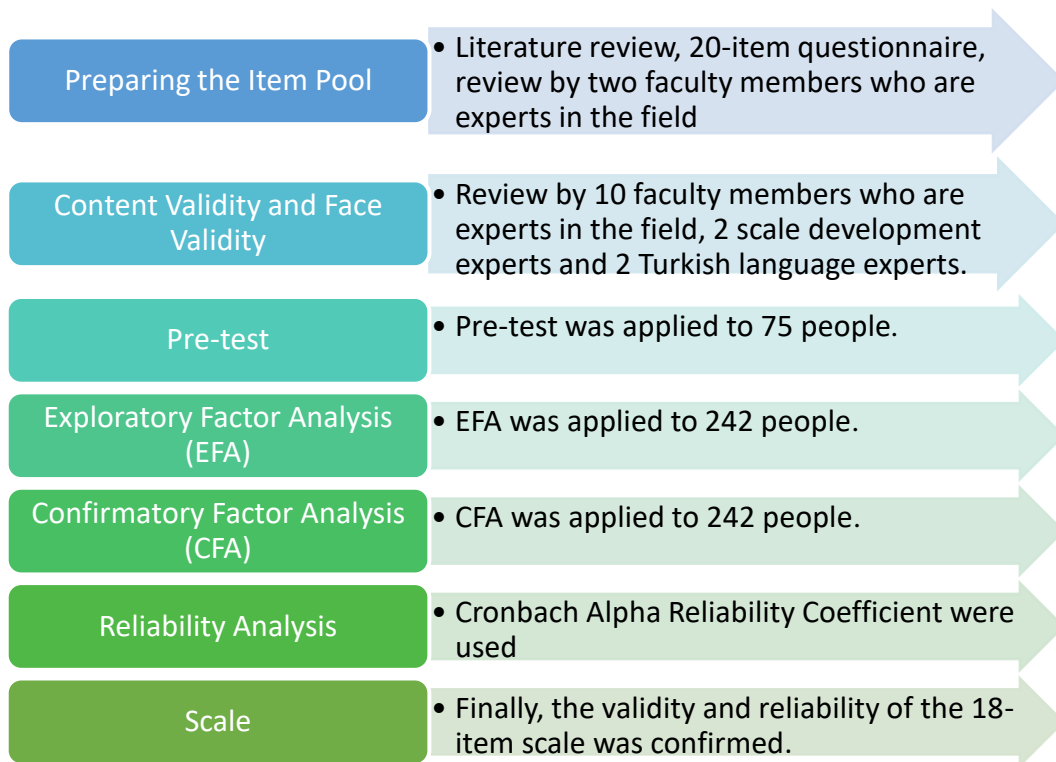 Preparing the Item Pool
• Literature review, 20-item questionnaire,
review by two faculty members who are
experts in the field
Content Validity and Face
Validity
• Review by 10 faculty members who are
experts in the field, 2 scale development
experts and 2 Turkish language experts.
Pre-test
• Pre-test was applied to 75 people.
Exploratory Factor Analysis
(EFA)
• EFA was applied to 242 people.
Confirmatory Factor Analysis
(CFA)
• CFA was applied to 242 people.
Reliability Analysis
• Cronbach Alpha Reliability Coefficient were
used
Scale
• Finally, the validity and reliability of the 18-
item scale was confirmed.